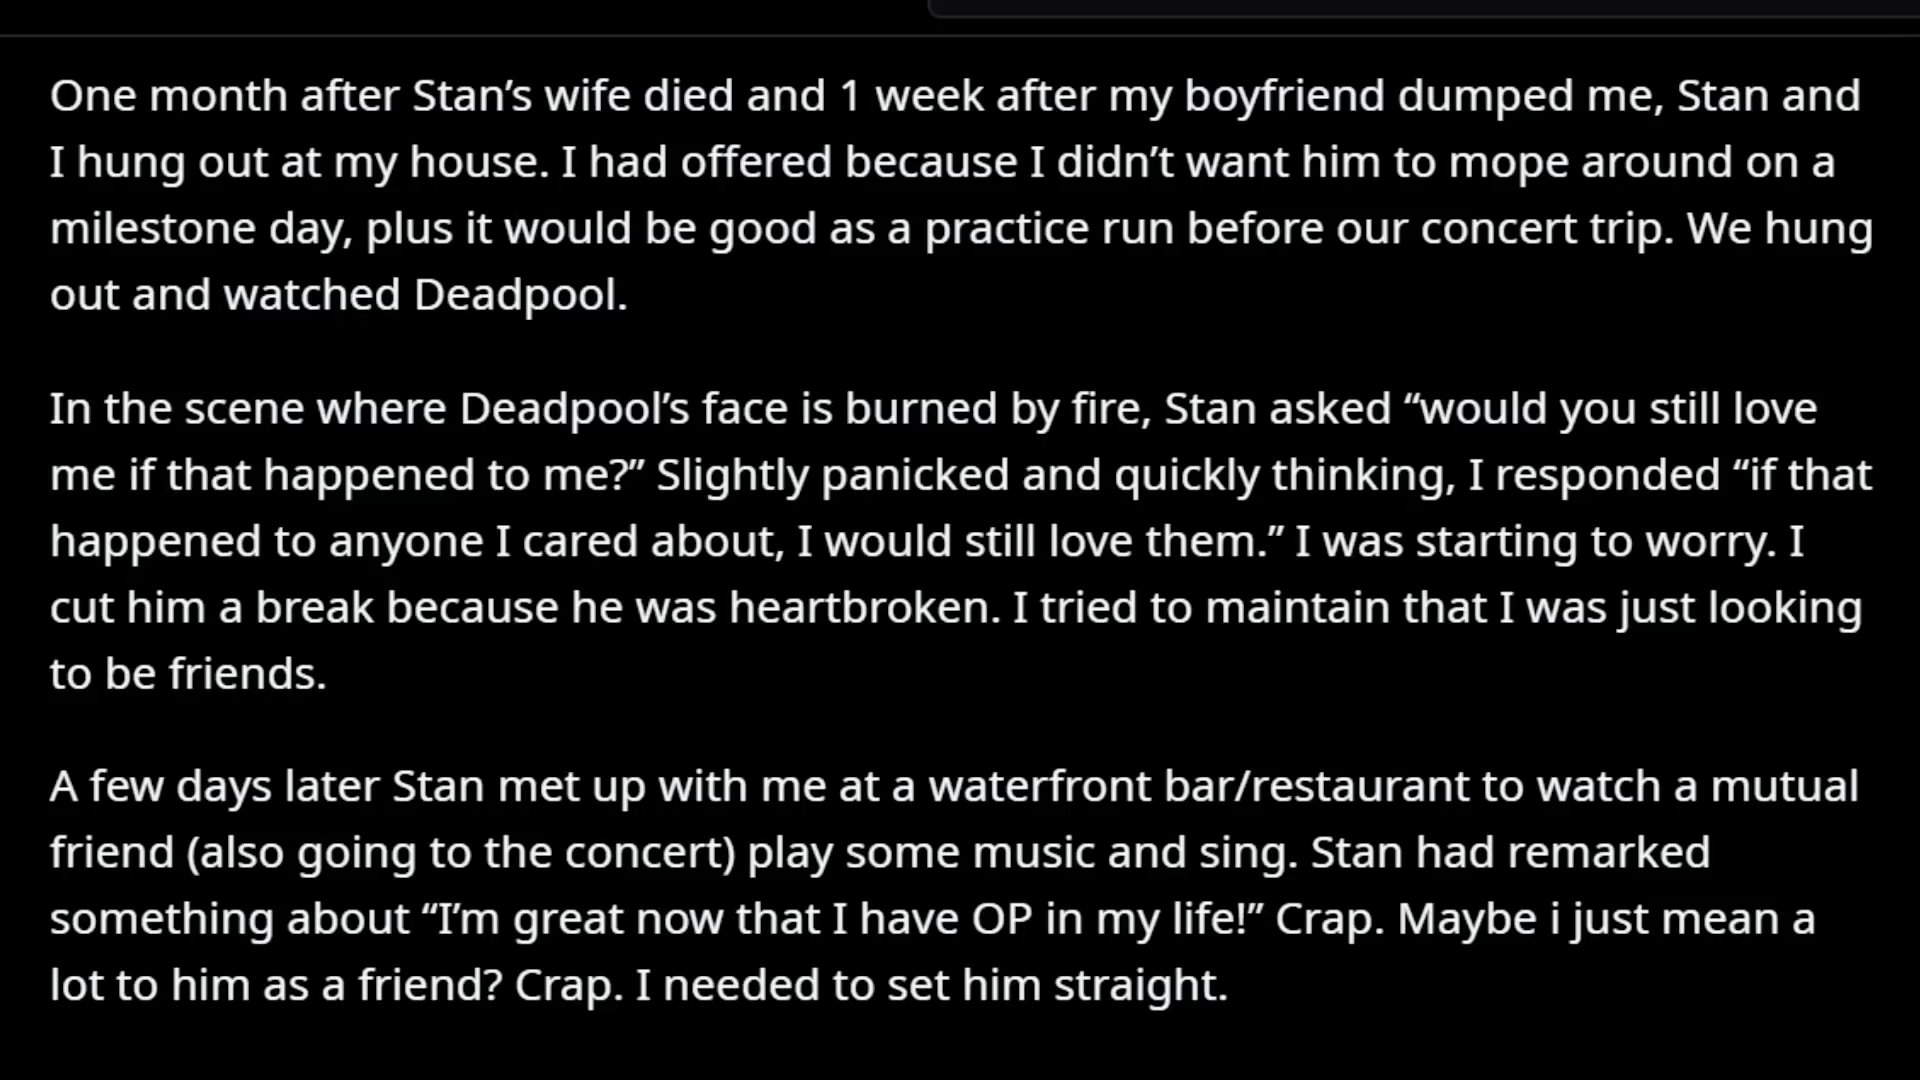 One month after Stan’s wife died and 1 week after my boyfriend dumped me, Stan and
I hung out at my house. I had offered because I didn’t want him to mope around on a
milestone day, plus it would be good as a practice run before our concert trip. We hung
out and watched Deadpool.
In the scene where Deadpool’s face is burned by fire, Stan asked “would you still love
me if that happened to me?” Slightly panicked and quickly thinking, I responded “if that
happened to anyone I cared about, I would still love them.” I was starting to worry. I
cut him a break because he was heartbroken. I tried to maintain that I was just looking
to be friends.
A few days later Stan met up with me at a waterfront bar/restaurant to watch a mutual
friend (also going to the concert) play some music and sing. Stan had remarked
something about “I’m great now that I have OP in my life!” Crap. Maybe i just mean a
lot to him as a friend? Crap. I needed to set him straight.